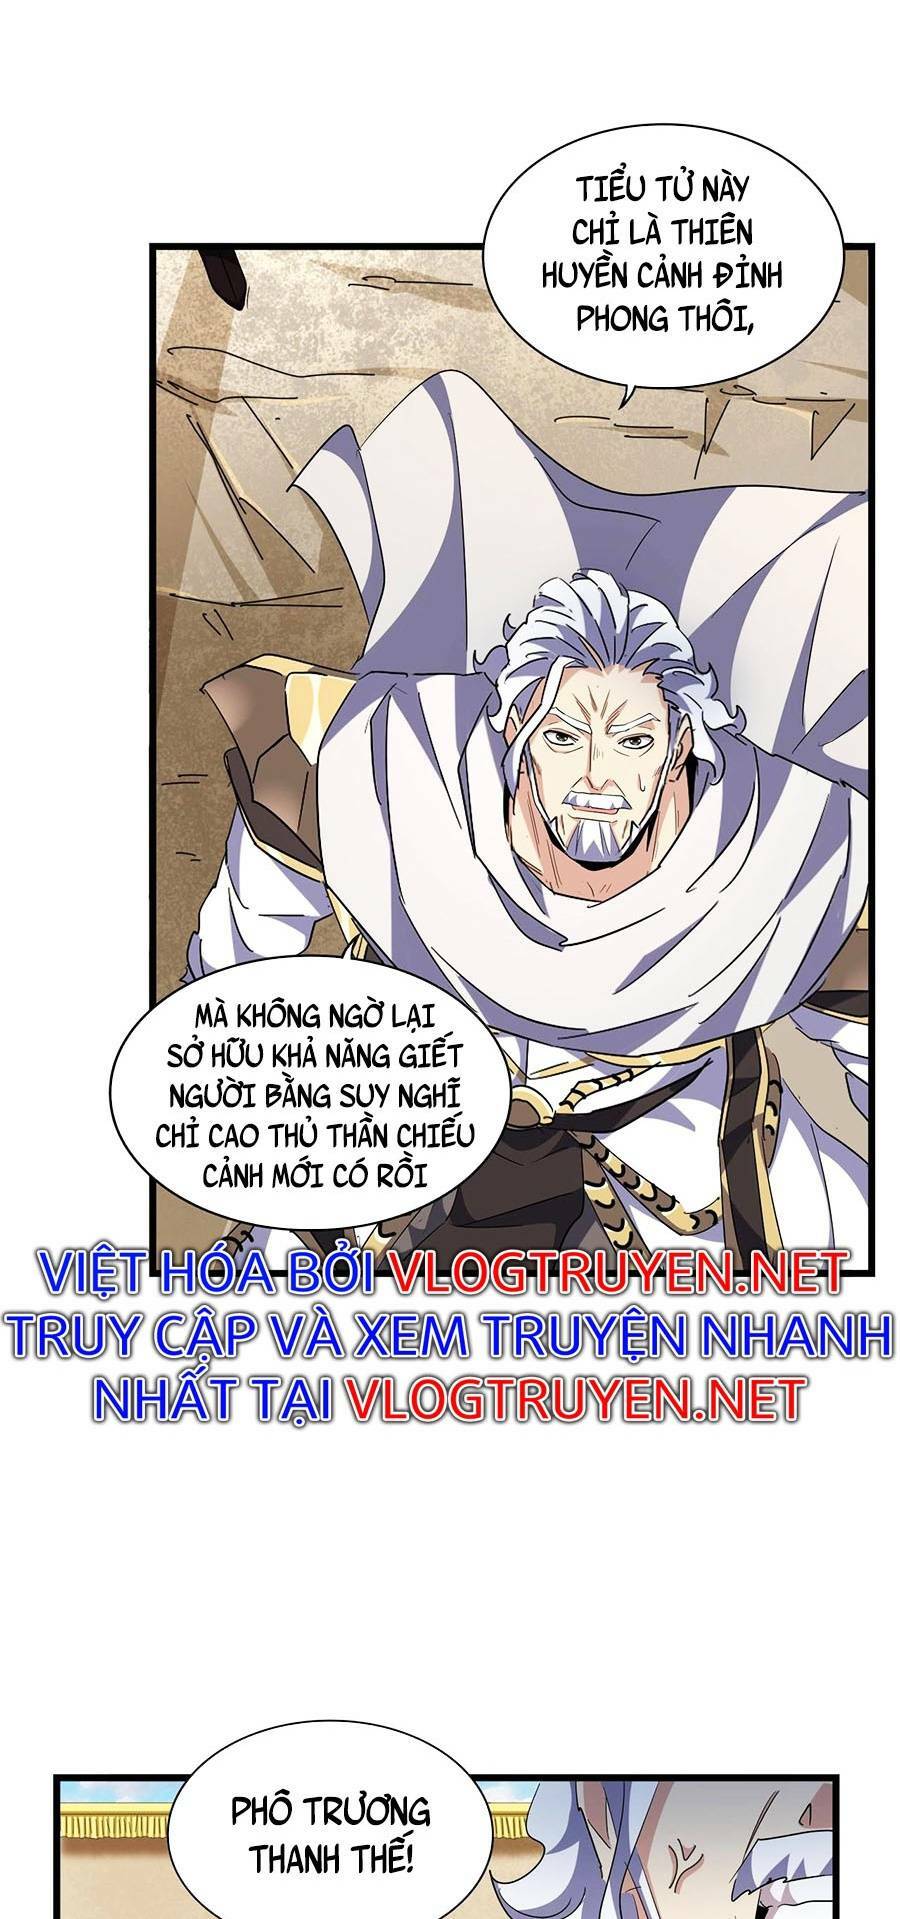 TIỂU TỬ NÀY
CHỈ LÀ THIÊN
HUYỀN CẢNH ĐỈNH
PHONG THÔI,
MÀ KHÔNG NGỜ LẠI
SỞ HỮU KHẢ NĂNG GIẾT
NGƯỜI BẰNG SUY NGHĨ
CHỈ CAO THỦ THẦN CHIẾU
CẢNH MỚI CÓ RỒI
VIỆT HÓA BỞI VLOGTRUYEN.NET
TRUY CẬP VÀ XEM TRUYỆN NHANH
NHẤT TẠI VLOGTRUYEN.NET
PHÔ TRƯƠNG
THANH THẾ!